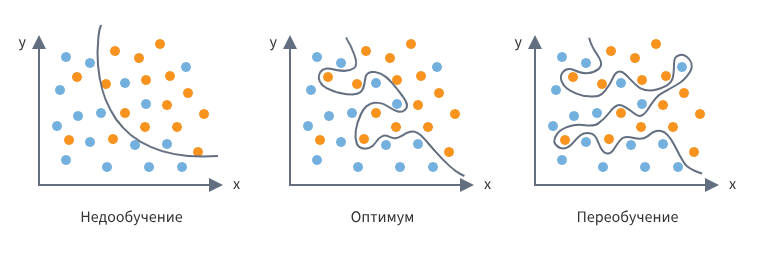 y
x
Недообучение
y
x
Оптимум
y
x
Переобучение